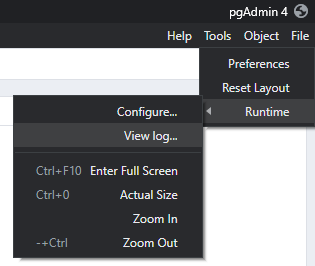 pgAdmin 4
File Object Tools Help
Preferences
Reset Layout
Runtime
Configure...
View log...
Enter Full Screen Ctrl+F10
Actual Size Ctrl+0
Zoom In
Zoom Out -+Ctrl